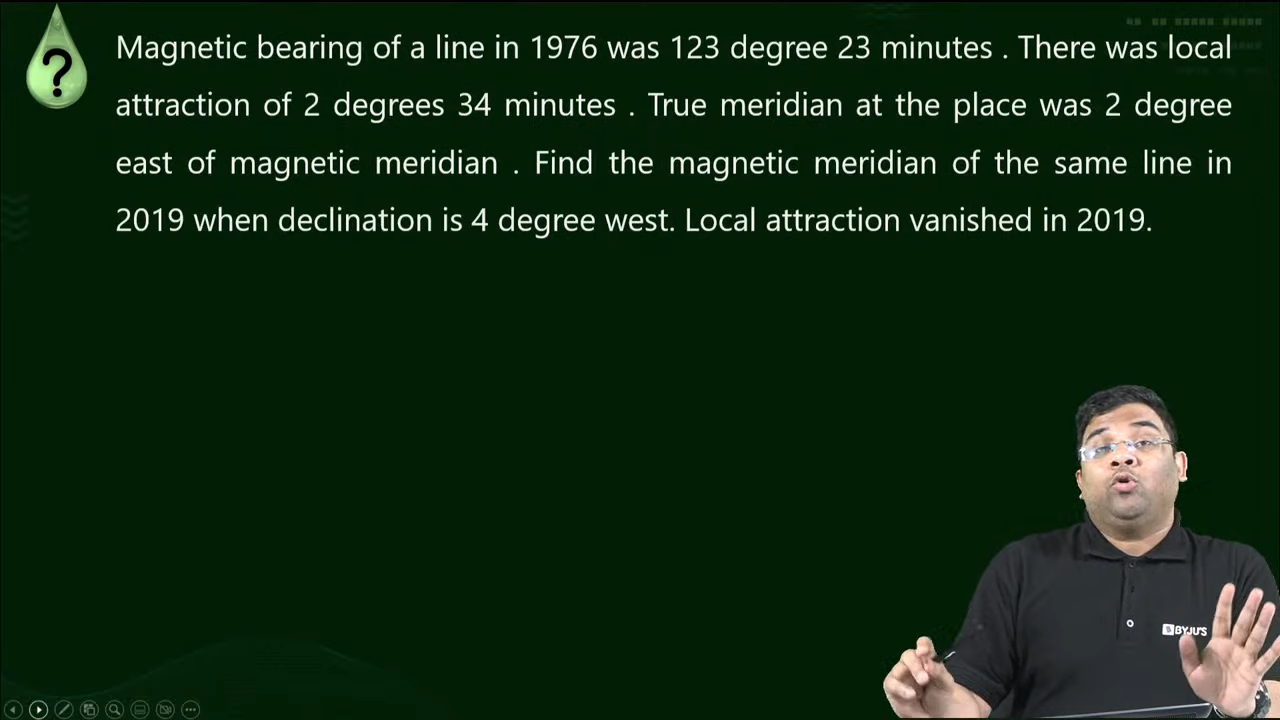 ?
Magnetic bearing of a line in 1976 was 123 degree 23 minutes . There was local
attraction of 2 degrees 34 minutes . True meridian at the place was 2 degree
east of magnetic meridian . Find the magnetic meridian of the same line in
2019 when declination is 4 degree west. Local attraction vanished in 2019.
BYJU'S